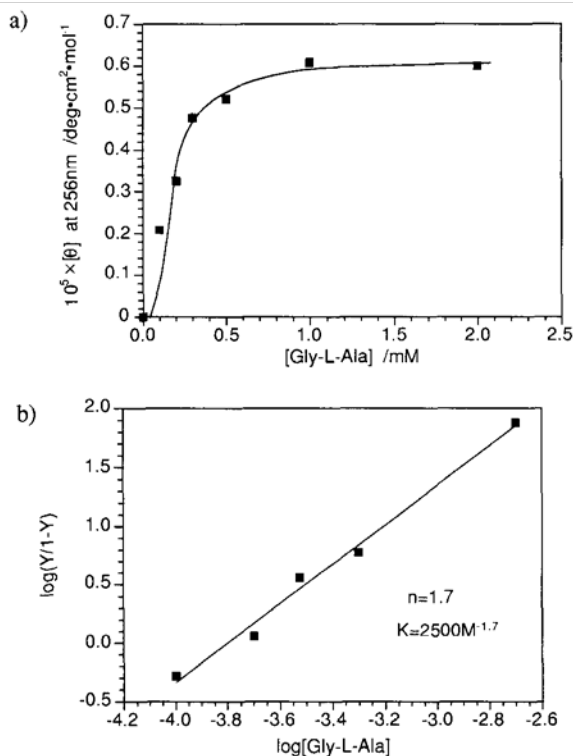 a)
10⁵ ×[θ] at 256nm /deg•cm²•mol⁻¹
0.7
0.6
0.5
0.4
0.3
0.2
0.1
0
0.0 0.5 1.0 1.5 2.0 2.5
[Gly-L-Ala] /mM
b)
log(Y/1-Y)
2.0
1.5
1.0
0.5
0.0
-0.5
n=1.7
K=2500M⁻¹·⁷
-4.2 -4.0 -3.8 -3.6 -3.4 -3.2 -3.0 -2.8 -2.6
log[Gly-L-Ala]